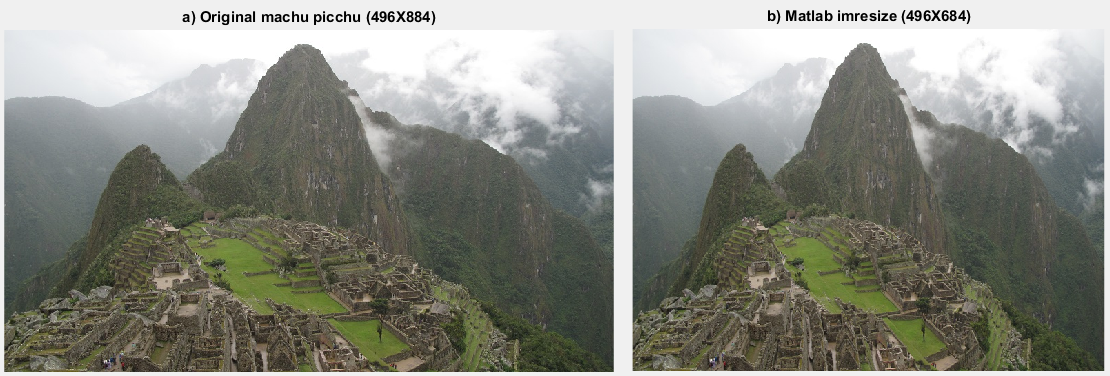 a) Original machu picchu (496X884)
b) Matlab imresize (496X684)